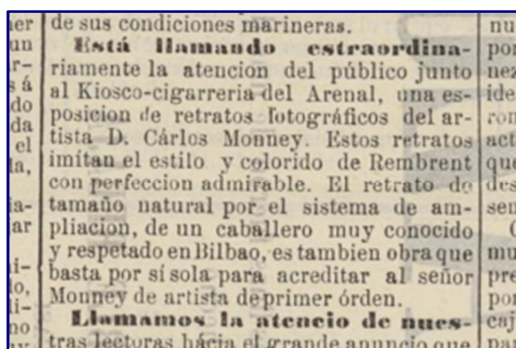 de sus condiciones marineras.
Está llamando estraordina-
riamente la atencion del público junto
al Kiosco-cigarreria del Arenal, una es-
posicion de retratos fotográficos del ar-
tista D. Cárlos Monney. Estos retratos
imitan el estilo y colorido de Rembrent
con perfeccion admirable. El retrato de
tamaño natural por el sistema de am-
pliacion, de un caballero muy conocido
y respetado en Bilbao, es tambien obra que
basta por sí sola para acreditar al señor
Monney de artista de primer órden.
Llamamos la atencio de nues-
tras lectoras hácia el grande anuncio que